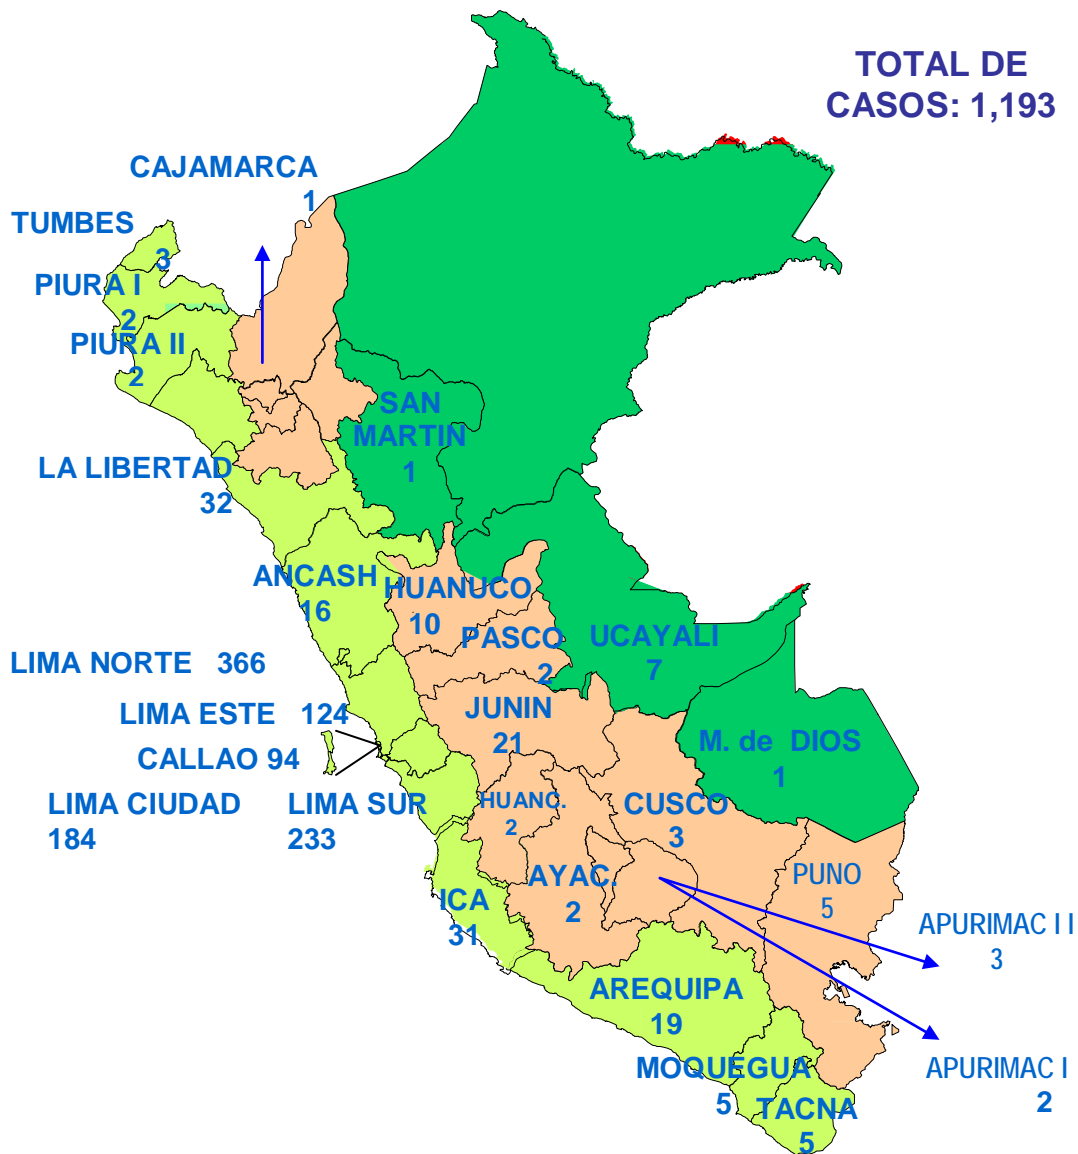 TOTAL DE
CASOS: 1,193
CAJAMARCA
1
TUMBES
3
PIURA I
2
PIURA II
2
SAN
MARTIN
1
LA LIBERTAD
32
ANCASH
16
HUANUCO
10
PASCO
2
UCAYALI
7
LIMA NORTE 366
LIMA ESTE 124
CALLAO 94
LIMA CIUDAD
184
LIMA SUR
233
JUNIN
21
M. de DIOS
1
HUANC.
2
CUSCO
3
AYAC.
2
PUNO
5
ICA
31
APURIMAC II
3
AREQUIPA
19
MOQUEGUA
5
APURIMAC I
2
TACNA
5